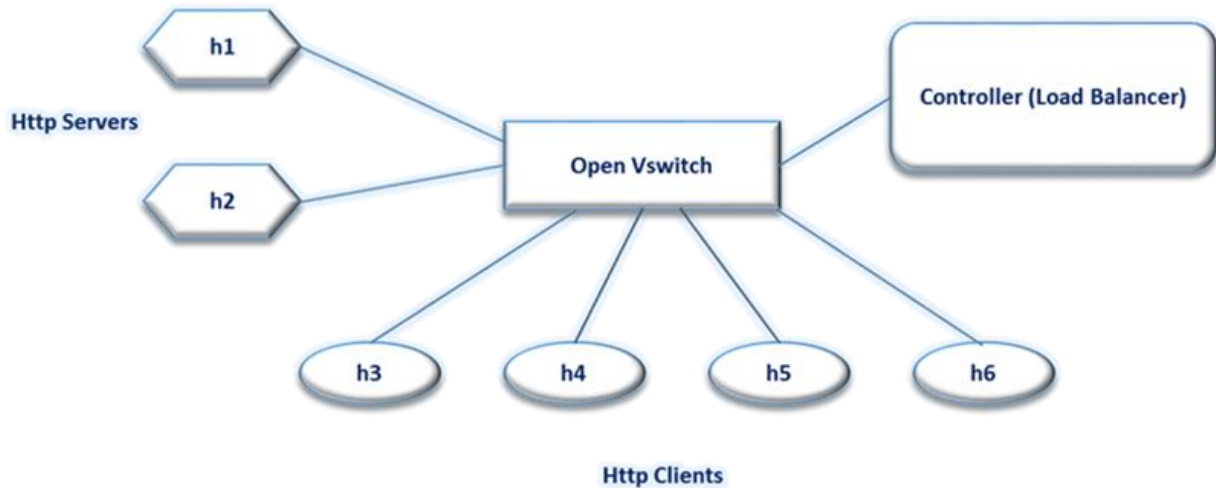 h1
Controller (Load Balancer)
Http Servers
Open Vswitch
h2
h3
h4
h5
h6
Http Clients